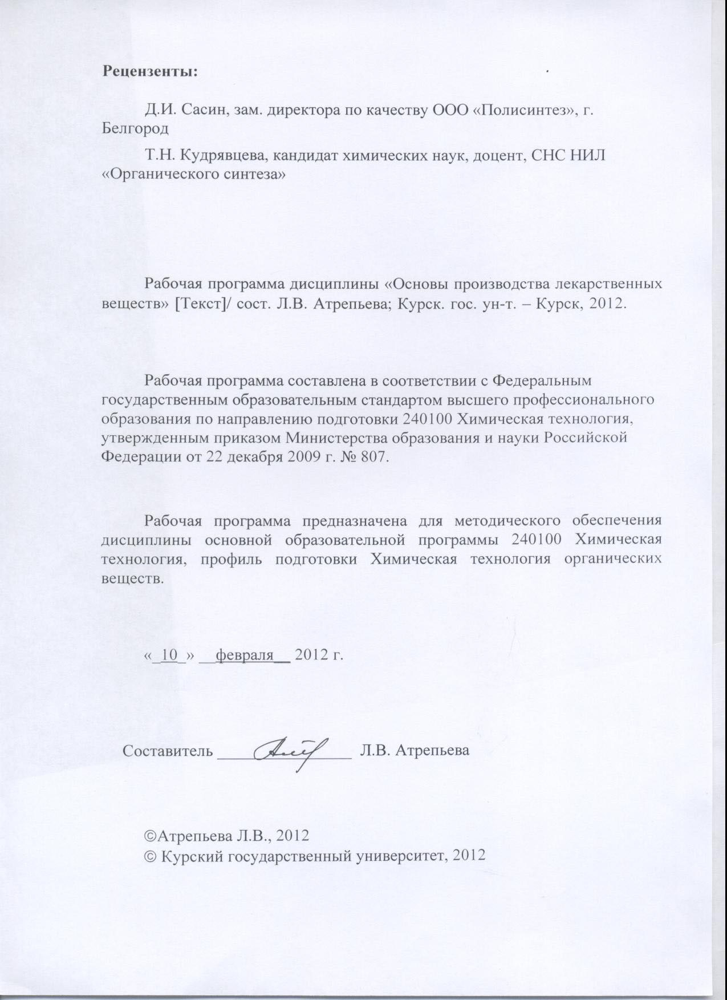 Рецензенты:
Д.И. Сасин, зам. директора по качеству ООО «Полисинтез», г.
Белгород
Т.Н. Кудрявцева, кандидат химических наук, доцент, СНС НИЛ
«Органического синтеза»
Рабочая программа дисциплины «Основы производства лекарственных
веществ» [Текст]/ сост. Л.В. Атрепьева; Курск. гос. ун-т. – Курск, 2012.
Рабочая программа составлена в соответствии с Федеральным
государственным образовательным стандартом высшего профессионального
образования по направлению подготовки 240100 Химическая технология,
утвержденным приказом Министерства образования и науки Российской
Федерации от 22 декабря 2009 г. № 807.
Рабочая программа предназначена для методического обеспечения
дисциплины основной образовательной программы 240100 Химическая
технология, профиль подготовки Химическая технология органических
веществ.
«_10_» __февраля__ 2012 г.
Составитель ________________ Л.В. Атрепьева
©Атрепьева Л.В., 2012
© Курский государственный университет, 2012